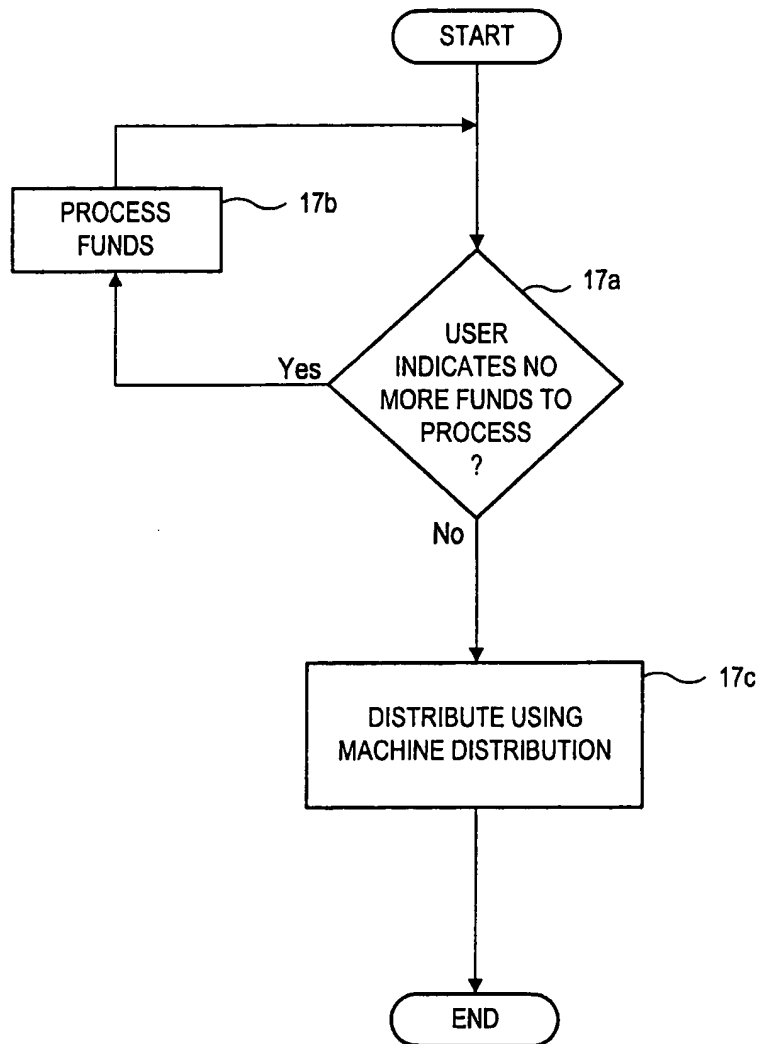 START
PROCESS
FUNDS
17b
17a
USER
INDICATES NO
MORE FUNDS TO
PROCESS
?
Yes
No
17c
DISTRIBUTE USING
MACHINE DISTRIBUTION
END